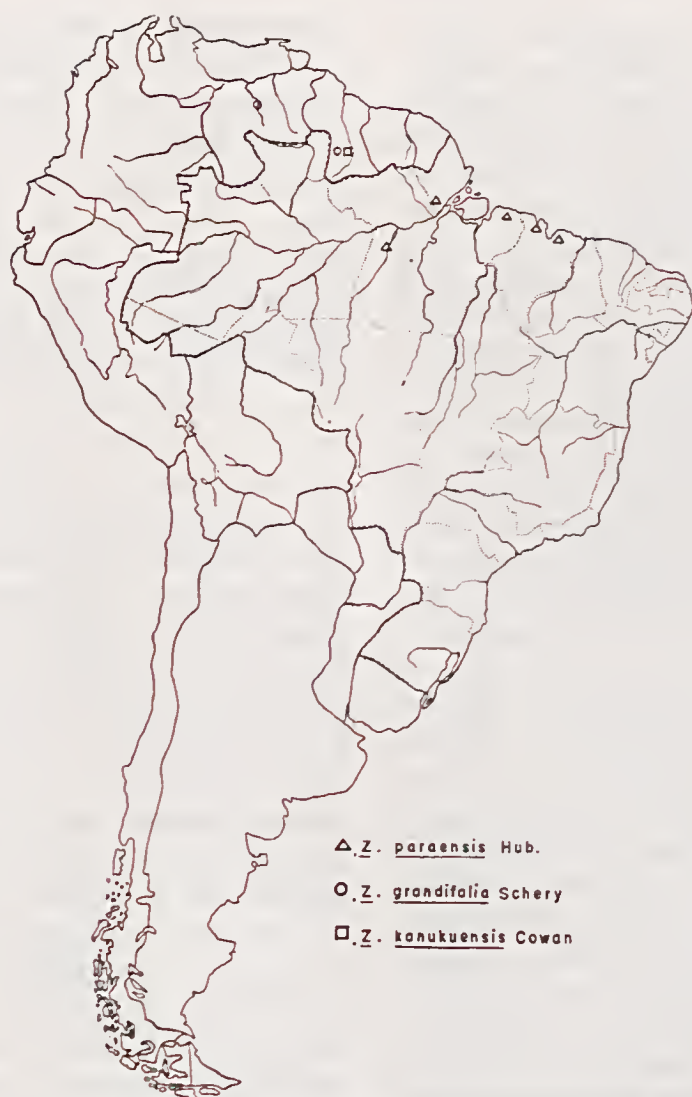 △.Z. paraensis Hub.
○.Z. grandifolia Schery
□.Z. kanukuensis Cowan